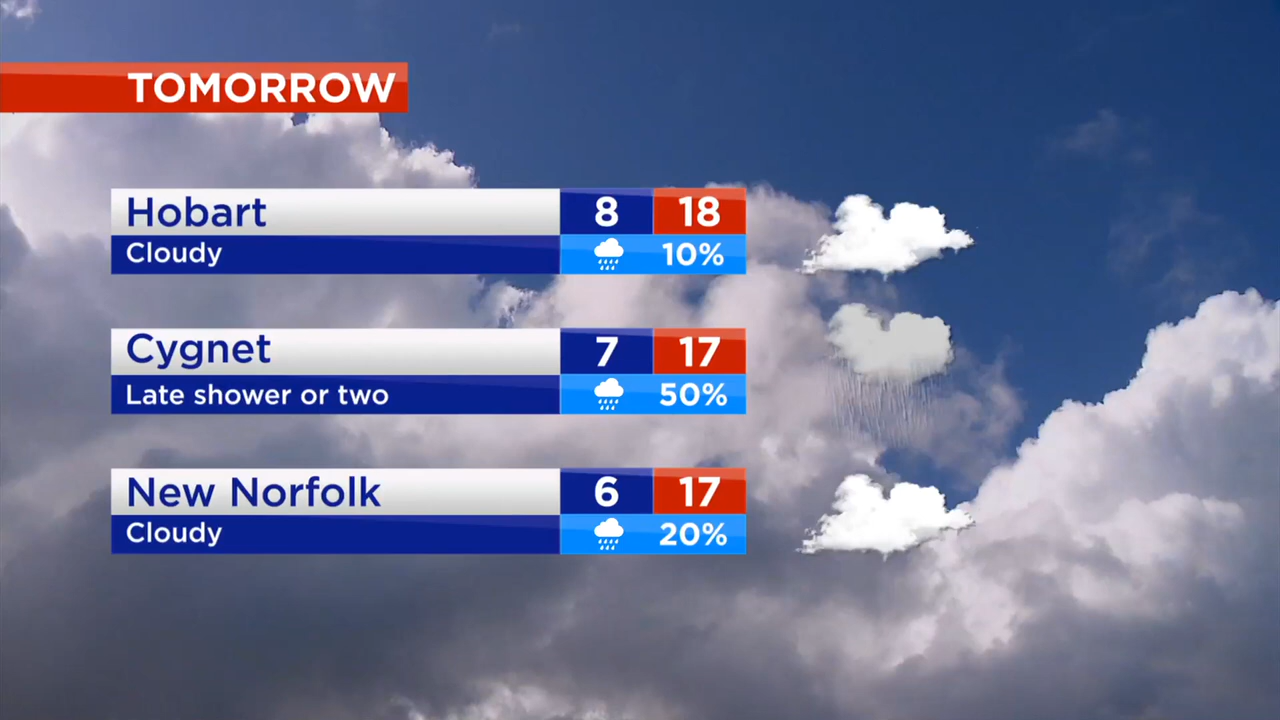 TOMORROW
Hobart 8 18
Cloudy 10%
Cygnet 7 17
Late shower or two 50%
New Norfolk 6 17
Cloudy 20%